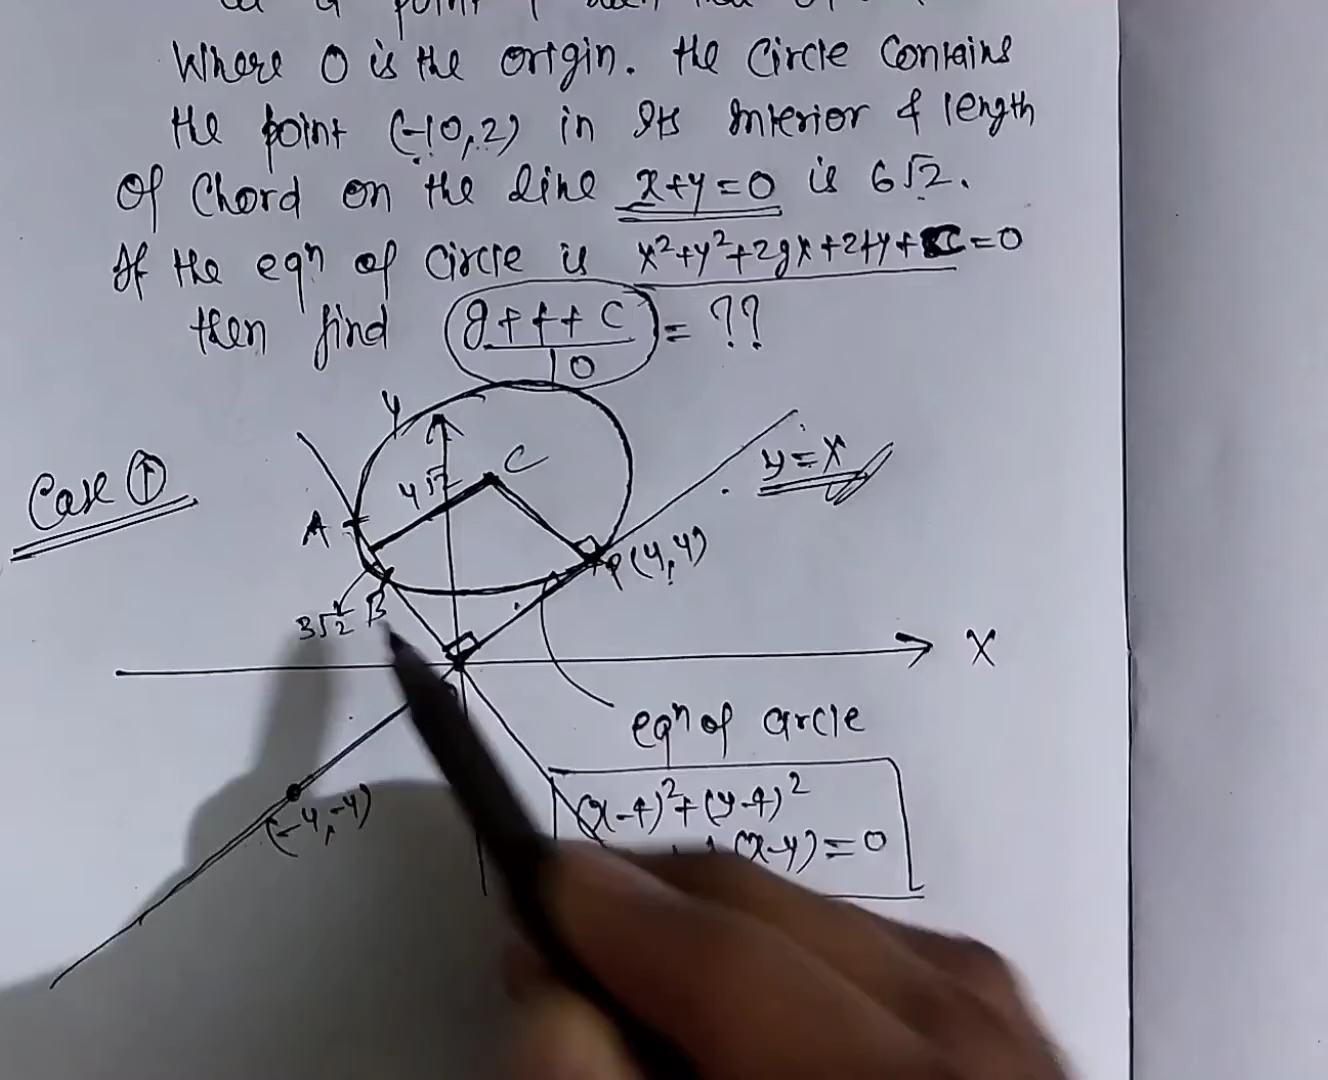 Where O is the origin. The Circle Contains
the point (-10,2) in Its Interior & length
Of Chord on the line x+y=0 is 6√2.
If the eqn of Circle is x²+y²+2gx+2fy+C=0
then find (g+f+C)/10 = ??
Case ①
Y
C
4√2
y=x
A
P(4,4)
3√2
B
X
(-4,-4)
eqn of circle
(x-4)²+(y-4)²
(x-y)=0